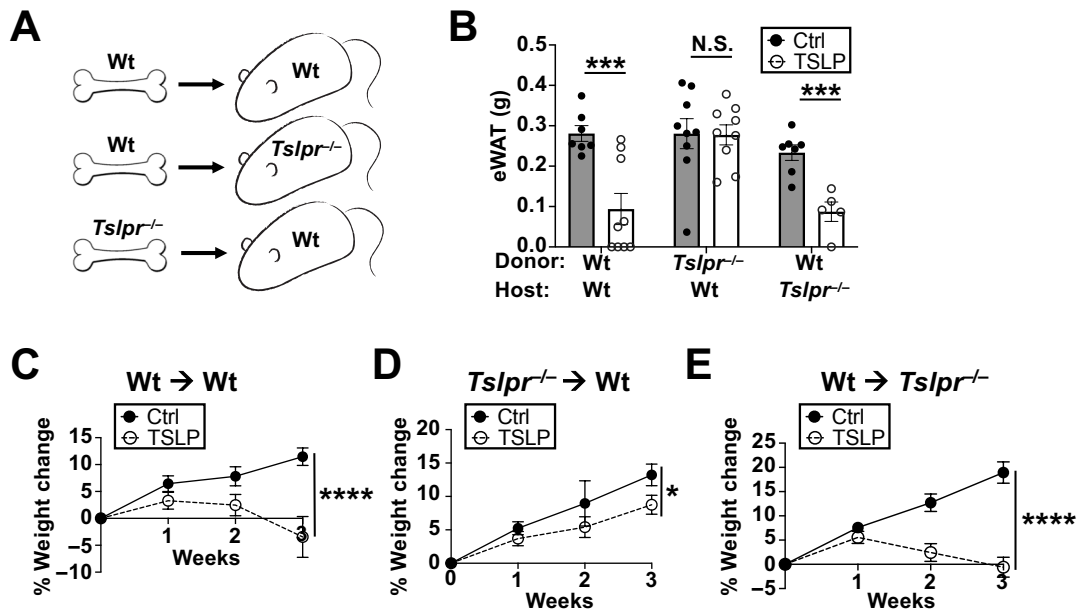 A
Wt
Wt
Wt
Tslpr–/–
Tslpr–/–
Wt
B
eWAT (g)
0.5
0.4
0.3
0.2
0.1
0.0
***
N.S.
***
Ctrl
TSLP
Donor: Wt Tslpr–/– Wt
Host: Wt Wt Tslpr–/–
C
Wt → Wt
Ctrl
TSLP
% Weight change
15
10
5
0
–5
–10
1 2 3
Weeks
****
D
Tslpr–/– → Wt
Ctrl
TSLP
% Weight change
20
15
10
5
0
0 1 2 3
Weeks
*
E
Wt → Tslpr–/–
Ctrl
TSLP
% Weight change
25
20
15
10
5
0
–5
1 2 3
Weeks
****